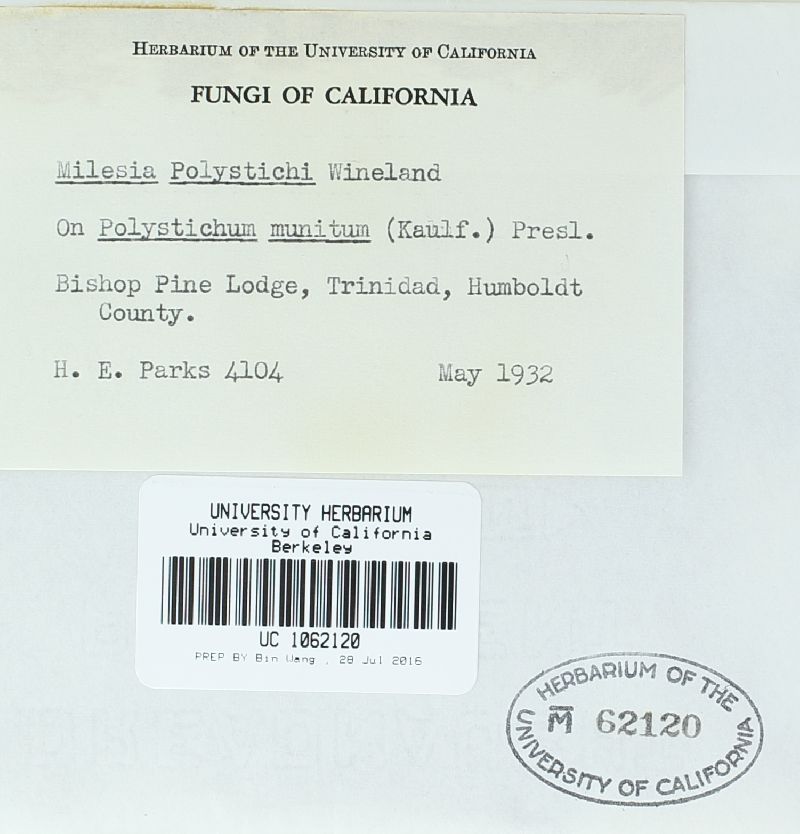 HERBARIUM OF THE UNIVERSITY OF CALIFORNIA
FUNGI OF CALIFORNIA
Milesia Polystichi Wineland
On Polystichum munitum (Kaulf.) Presl.
Bishop Pine Lodge, Trinidad, Humboldt
County.
H. E. Parks 4104 May 1932
UNIVERSITY HERBARIUM
University of California
Berkeley
UC 1062120
PREP BY Bin Wang , 28 Jul 2016
HERBARIUM OF THE
M̅ 62120
UNIVERSITY OF CALIFORNIA